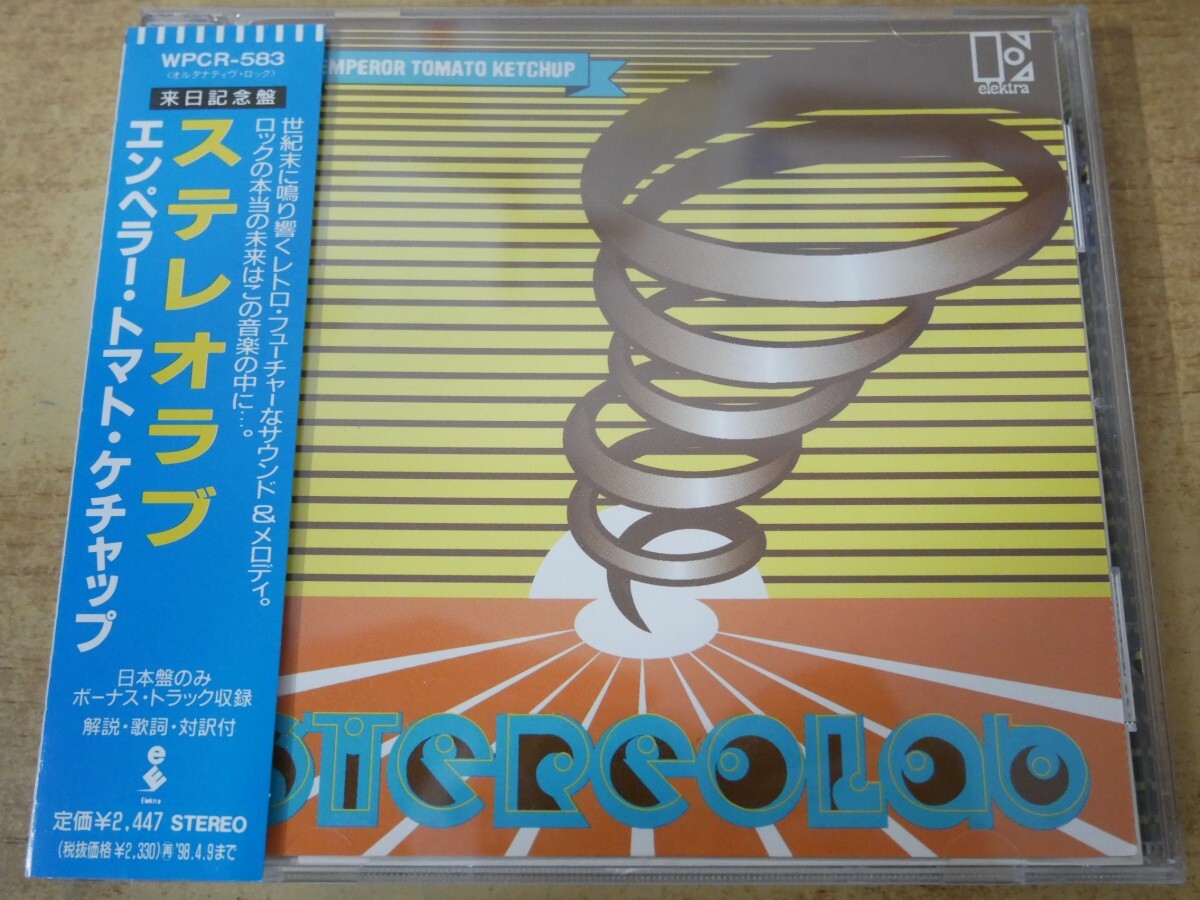 WPCR-583
〈オルタナティヴ・ロック〉
来日記念盤
世紀末に鳴り響くレトロ・フューチャーなサウンド&メロディ。
ロックの本当の未来はこの音楽の中に…。
ステレオラブ
エンペラー・トマト・ケチャップ
日本盤のみ
ボーナス・トラック収録
解説・歌詞・対訳付
Elektra
定価¥2,447 STEREO
(税抜価格¥2,330)再'98.4.9まで
EMPEROR TOMATO KETCHUP
elektra
STereOLab